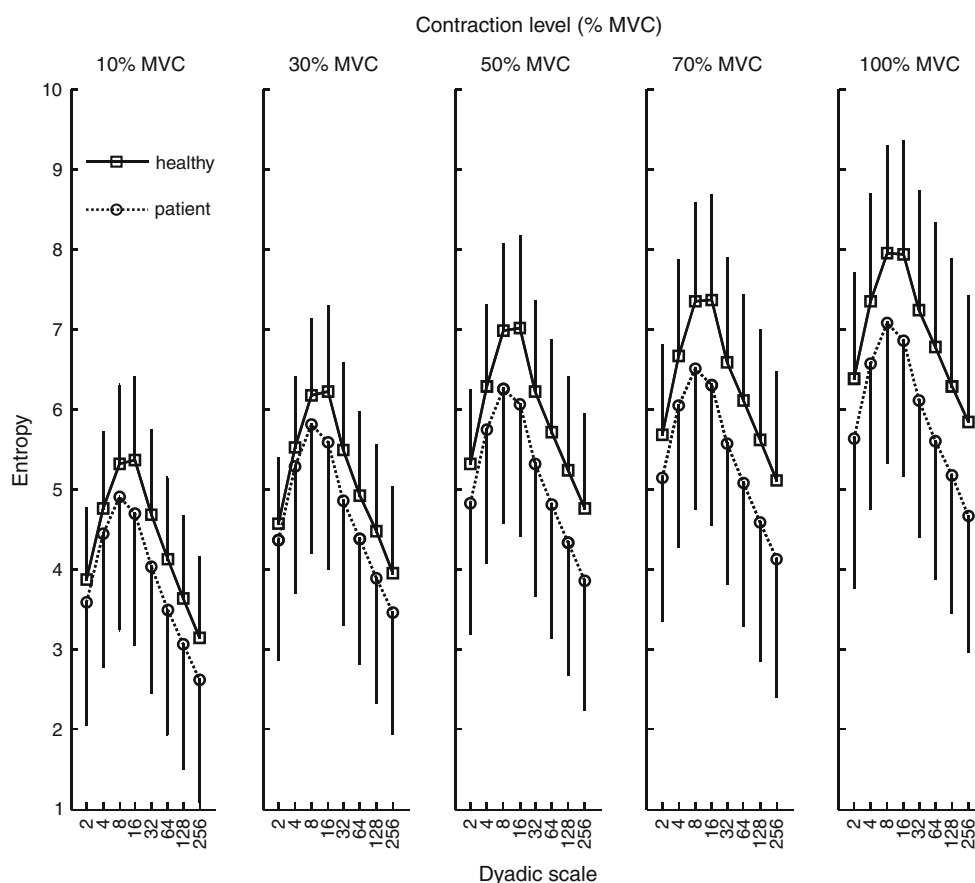 Contraction level (% MVC)
10% MVC 30% MVC 50% MVC 70% MVC 100% MVC
10
9
8
7
6
5
4
3
2
1
Entropy
healthy
patient
2 4 8 16 32 64 128 256 2 4 8 16 32 64 128 256 2 4 8 16 32 64 128 256 2 4 8 16 32 64 128 256 2 4 8 16 32 64 128 256
Dyadic scale